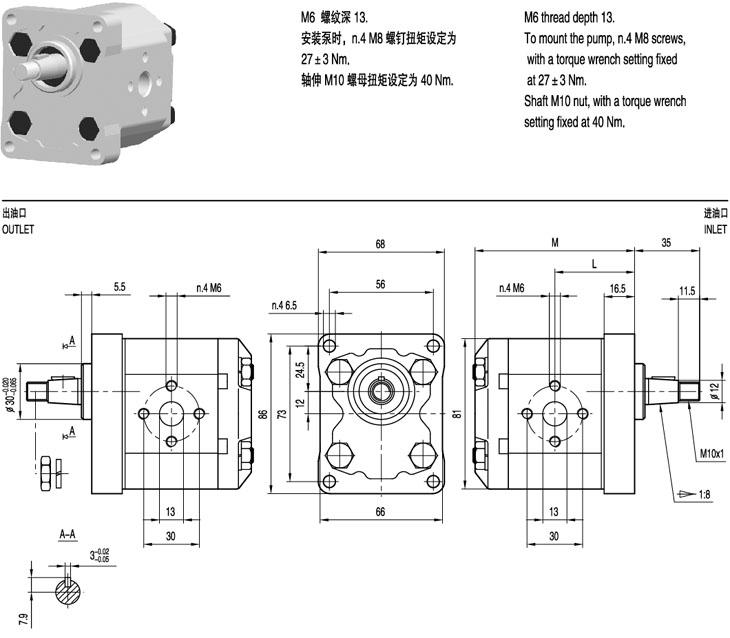 M6 螺纹深 13.
安装泵时，n.4 M8 螺钉扭矩设定为
27 ± 3 Nm.
轴伸 M10 螺母扭矩设定为 40 Nm.
M6 thread depth 13.
To mount the pump, n.4 M8 screws,
with a torque wrench setting fixed
at 27 ± 3 Nm.
Shaft M10 nut, with a torque wrench
setting fixed at 40 Nm.
出油口
OUTLET
进油口
INLET
5.5
n.4 M6
A
A
ø 30 -0.020 -0.065
13
30
A-A
3 -0.02 -0.05
7.9
68
56
n.4 6.5
24.5
12
73
86
66
M
35
L
n.4 M6
16.5
11.5
81
ø 12
M10x1
1:8
13
30